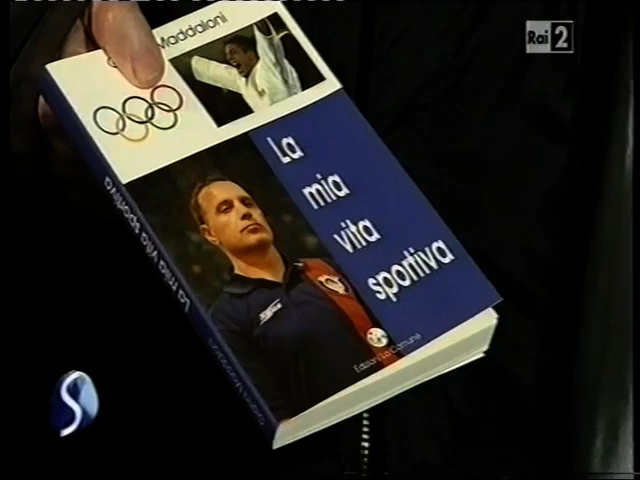 Maddaloni
Rai 2
La
mia
vita
sportiva
La mia vita sportiva